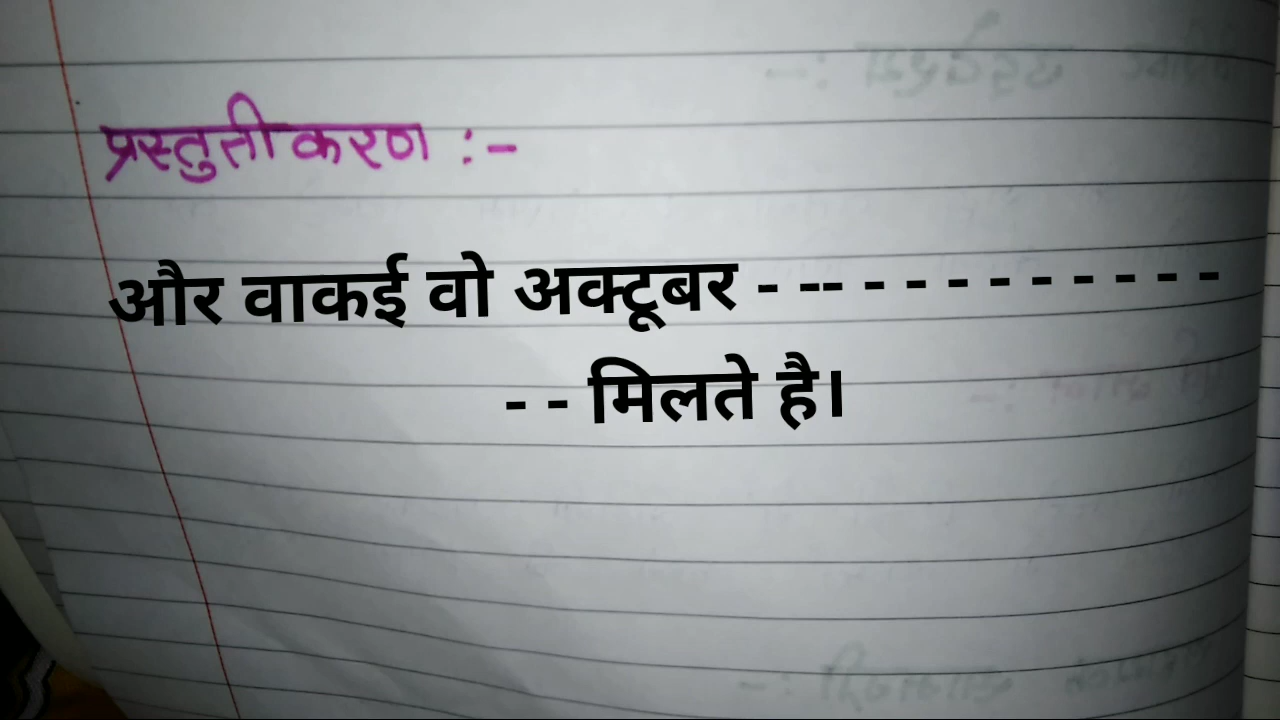 प्रस्तुतीकरण :-
और वाकई वो अक्टूबर - -- - - - - - - - - -
- - मिलते है।